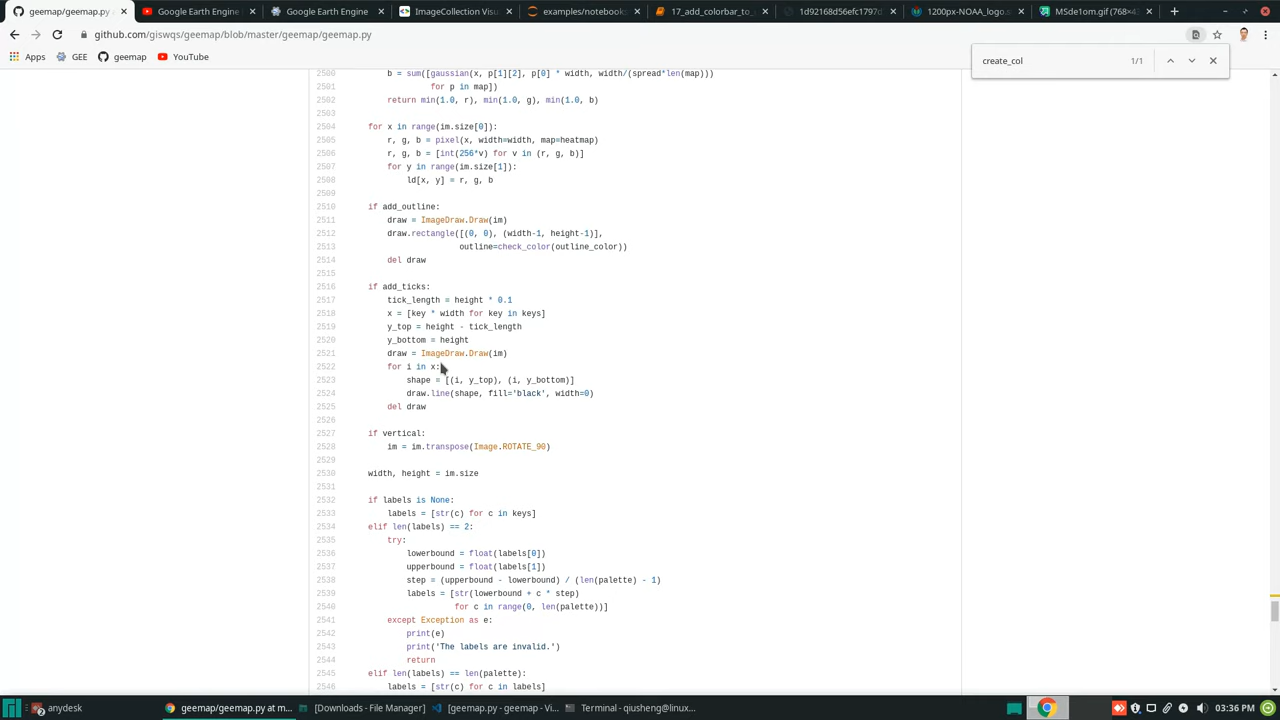 geemap/geemap.py at m
Google Earth Engine
Google Earth Engine
ImageCollection Visu
examples/notebooks
17_add_colorbar_to_
1d92168d56efc1797d
1200px-NOAA_logo.s
MSde1om.gif (768×4
github.com/giswqs/geemap/blob/master/geemap/geemap.py
Apps GEE geemap YouTube
create_col 1/1
2500 b = sum([gaussian(x, p[1][2], p[0] * width, width/(spread*len(map)))
2501 for p in map])
2502 return min(1.0, r), min(1.0, g), min(1.0, b)
2503
2504 for x in range(im.size[0]):
2505 r, g, b = pixel(x, width=width, map=heatmap)
2506 r, g, b = [int(256*v) for v in (r, g, b)]
2507 for y in range(im.size[1]):
2508 ld[x, y] = r, g, b
2509
2510 if add_outline:
2511 draw = ImageDraw.Draw(im)
2512 draw.rectangle([(0, 0), (width-1, height-1)],
2513 outline=check_color(outline_color))
2514 del draw
2515
2516 if add_ticks:
2517 tick_length = height * 0.1
2518 x = [key * width for key in keys]
2519 y_top = height - tick_length
2520 y_bottom = height
2521 draw = ImageDraw.Draw(im)
2522 for i in x:
2523 shape = [(i, y_top), (i, y_bottom)]
2524 draw.line(shape, fill='black', width=0)
2525 del draw
2526
2527 if vertical:
2528 im = im.transpose(Image.ROTATE_90)
2529
2530 width, height = im.size
2531
2532 if labels is None:
2533 labels = [str(c) for c in keys]
2534 elif len(labels) == 2:
2535 try:
2536 lowerbound = float(labels[0])
2537 upperbound = float(labels[1])
2538 step = (upperbound - lowerbound) / (len(palette) - 1)
2539 labels = [str(lowerbound + c * step)
2540 for c in range(0, len(palette))]
2541 except Exception as e:
2542 print(e)
2543 print('The labels are invalid.')
2544 return
2545 elif len(labels) == len(palette):
2546 labels = [str(c) for c in labels]
anydesk
geemap/geemap.py at m...
[Downloads - File Manager]
[geemap.py - geemap - Vi...
Terminal - qiusheng@linux...
03:36 PM